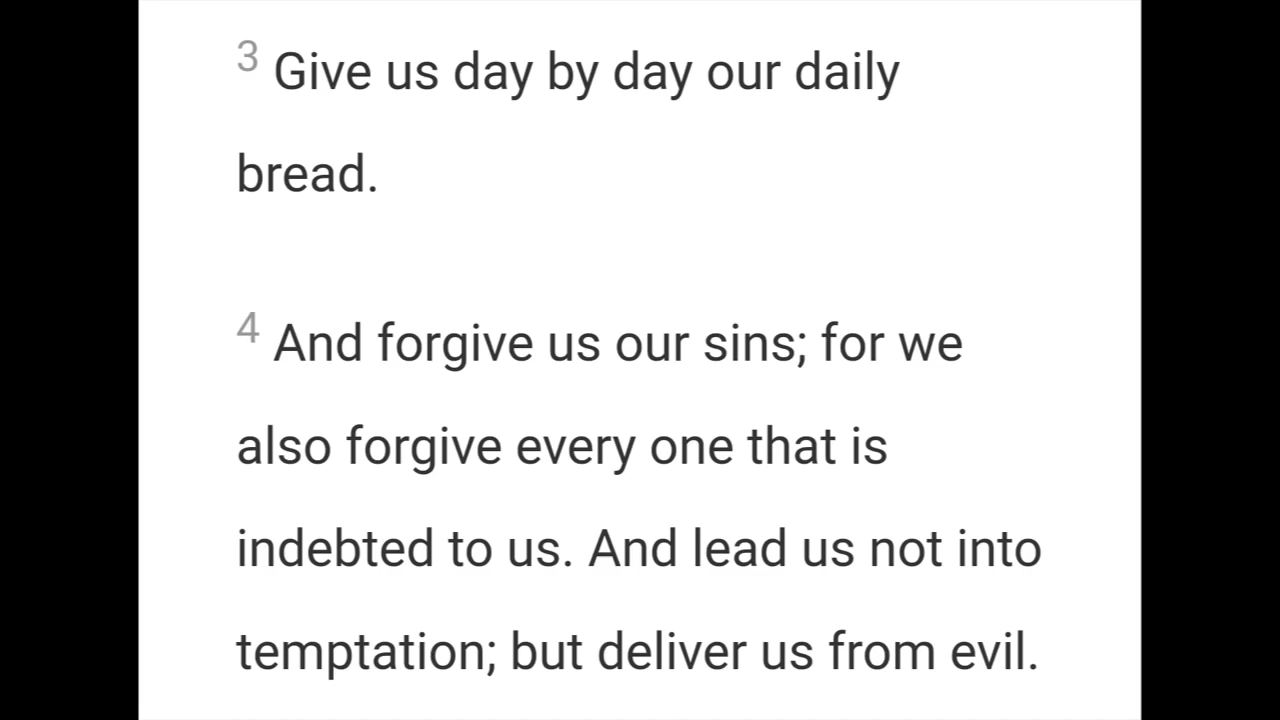 3 Give us day by day our daily
bread.
4 And forgive us our sins; for we
also forgive every one that is
indebted to us. And lead us not into
temptation; but deliver us from evil.